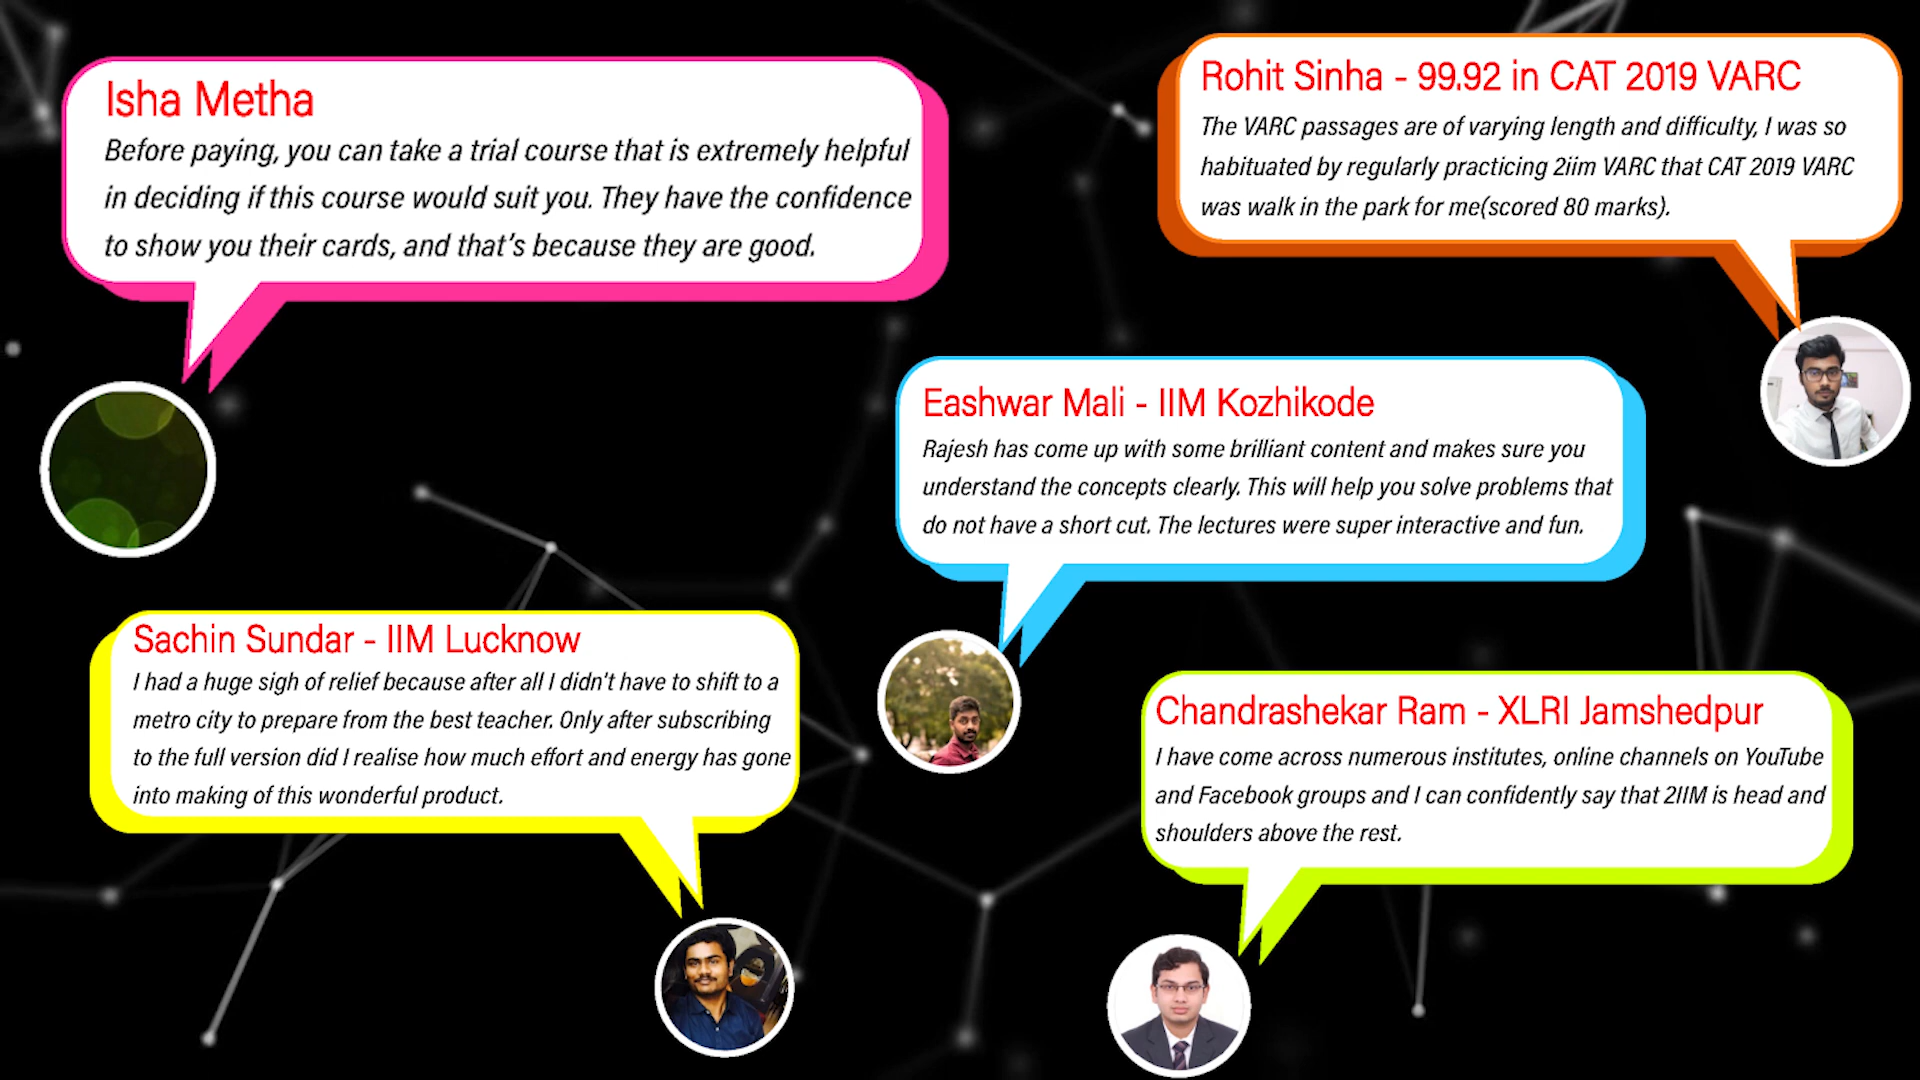 Isha Metha
Before paying, you can take a trial course that is extremely helpful
in deciding if this course would suit you. They have the confidence
to show you their cards, and that's because they are good.
Rohit Sinha - 99.92 in CAT 2019 VARC
The VARC passages are of varying length and difficulty, I was so
habituated by regularly practicing 2iim VARC that CAT 2019 VARC
was walk in the park for me(scored 80 marks).
Eashwar Mali - IIM Kozhikode
Rajesh has come up with some brilliant content and makes sure you
understand the concepts clearly. This will help you solve problems that
do not have a short cut. The lectures were super interactive and fun.
Sachin Sundar - IIM Lucknow
I had a huge sigh of relief because after all I didn't have to shift to a
metro city to prepare from the best teacher. Only after subscribing
to the full version did I realise how much effort and energy has gone
into making of this wonderful product.
Chandrashekar Ram - XLRI Jamshedpur
I have come across numerous institutes, online channels on YouTube
and Facebook groups and I can confidently say that 2IIM is head and
shoulders above the rest.